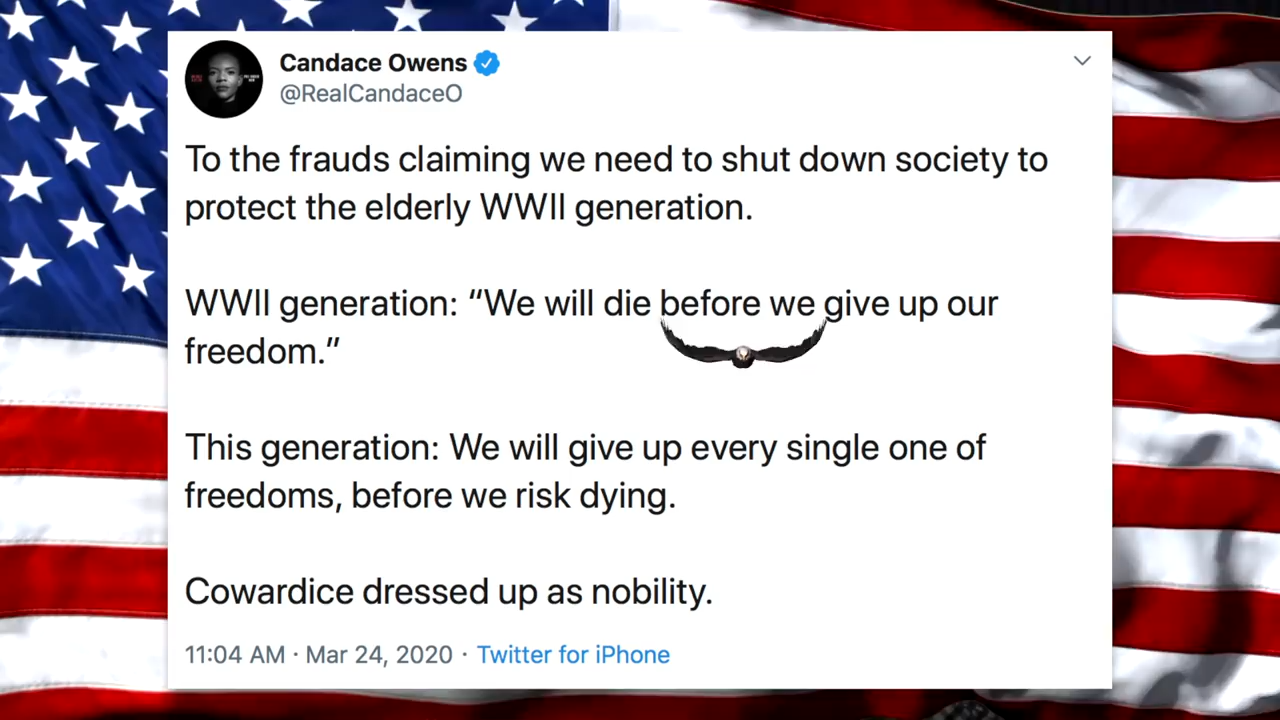 Candace Owens
@RealCandaceO
To the frauds claiming we need to shut down society to
protect the elderly WWII generation.
WWII generation: “We will die before we give up our
freedom.”
This generation: We will give up every single one of
freedoms, before we risk dying.
Cowardice dressed up as nobility.
11:04 AM · Mar 24, 2020 · Twitter for iPhone